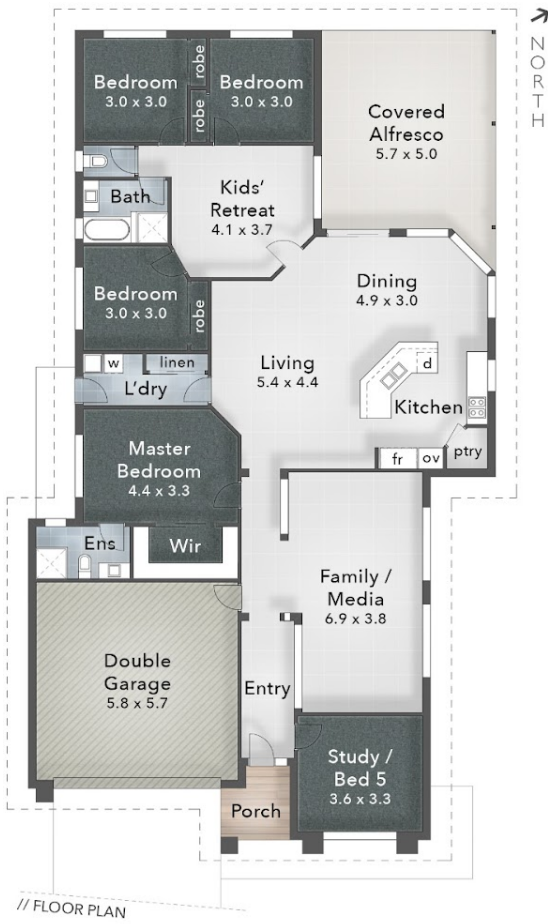 NORTH
Bedroom
3.0 x 3.0
robe
robe
Bedroom
3.0 x 3.0
Covered
Alfresco
5.7 x 5.0
Bath
Kids'
Retreat
4.1 x 3.7
Bedroom
3.0 x 3.0
robe
Dining
4.9 x 3.0
Living
5.4 x 4.4
w
linen
L'dry
d
Kitchen
fr
ov
ptry
Master
Bedroom
4.4 x 3.3
Ens
Wir
Family /
Media
6.9 x 3.8
Double
Garage
5.8 x 5.7
Entry
Study /
Bed 5
3.6 x 3.3
Porch
// FLOOR PLAN